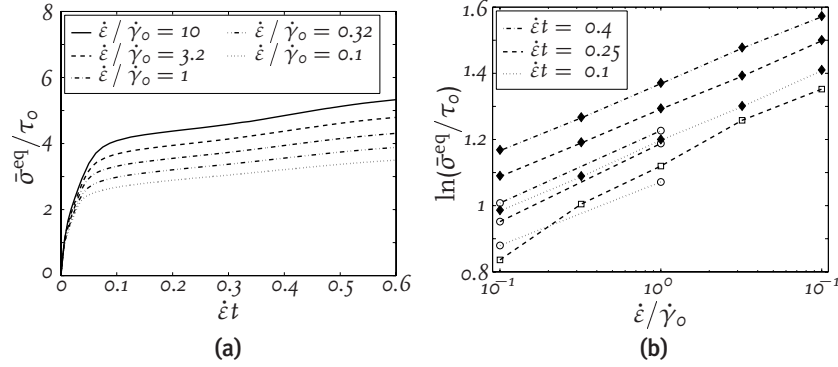 (a)
ε̇ / γ̇₀ = 10
ε̇ / γ̇₀ = 3.2
ε̇ / γ̇₀ = 1
ε̇ / γ̇₀ = 0.32
ε̇ / γ̇₀ = 0.1
8
6
4
2
0
σ̄^eq/τ₀
0 0.1 0.2 0.3 0.4 0.5 0.6
ε̇t
(b)
ε̇t = 0.4
ε̇t = 0.25
ε̇t = 0.1
1.6
1.4
1.2
1
0.8
ln(σ̄^eq/τ₀)
10⁻¹ 10⁰ 10⁻¹
ε̇/γ̇₀